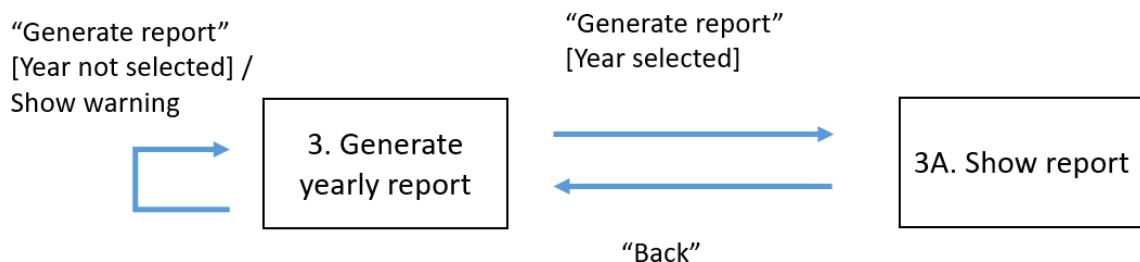 “Generate report”
[Year not selected] /
Show warning
“Generate report”
[Year selected]
3. Generate
yearly report
3A. Show report
“Back”